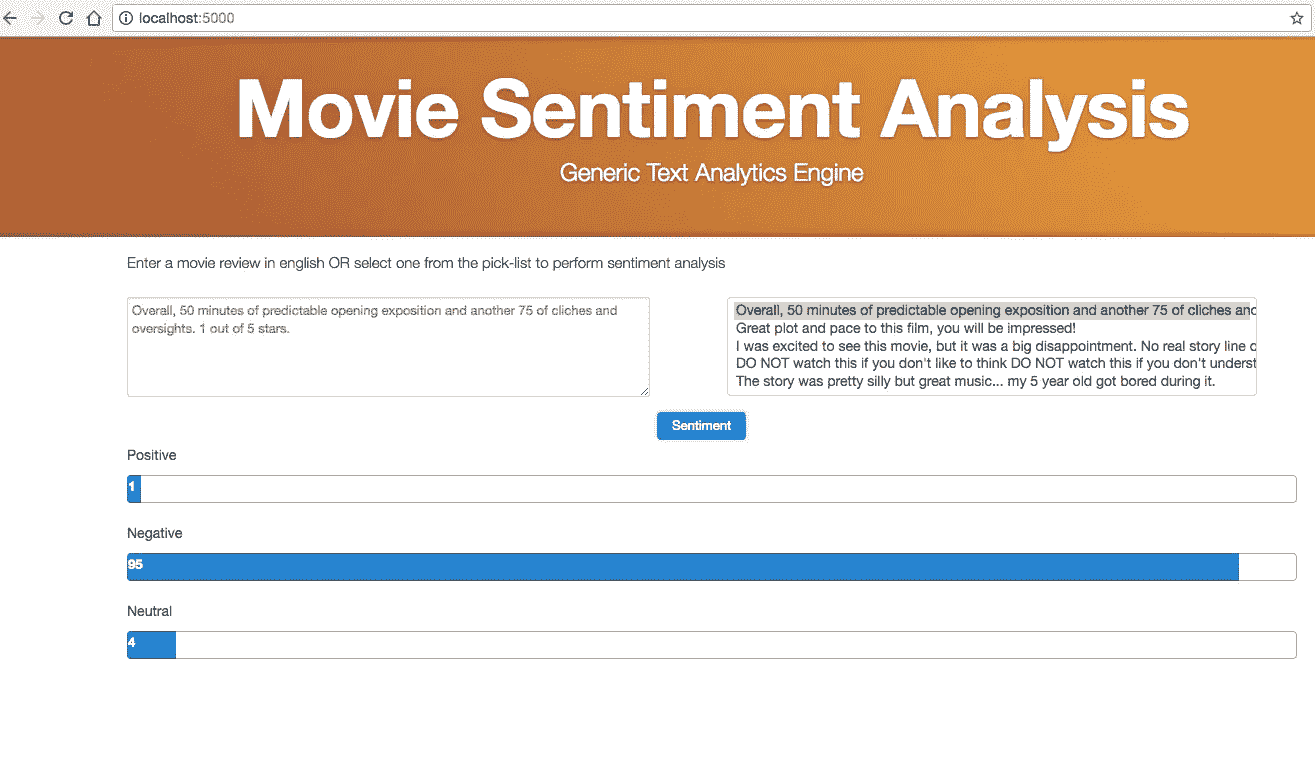 localhost:5000
Movie Sentiment Analysis
Generic Text Analytics Engine
Enter a movie review in english OR select one from the pick-list to perform sentiment analysis
Overall, 50 minutes of predictable opening exposition and another 75 of cliches and
oversights. 1 out of 5 stars.
Overall, 50 minutes of predictable opening exposition and another 75 of cliches and
Great plot and pace to this film, you will be impressed!
I was excited to see this movie, but it was a big disappointment. No real story line
DO NOT watch this if you don't like to think DO NOT watch this if you don't underst
The story was pretty silly but great music... my 5 year old got bored during it.
Sentiment
Positive
1
Negative
95
Neutral
4